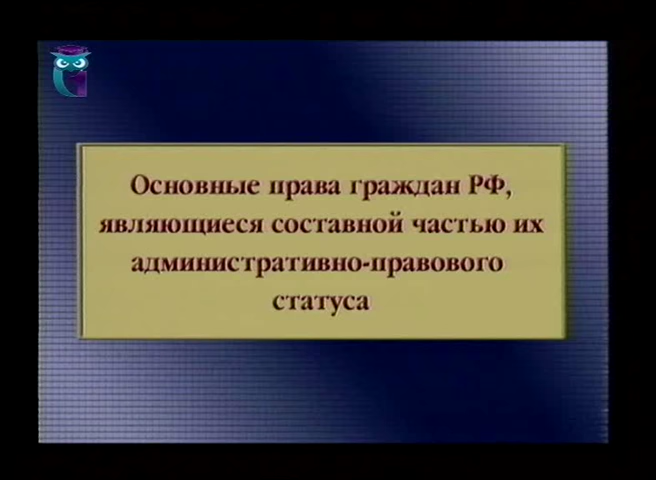 Основные права граждан РФ,
являющиеся составной частью их
административно-правового
статуса